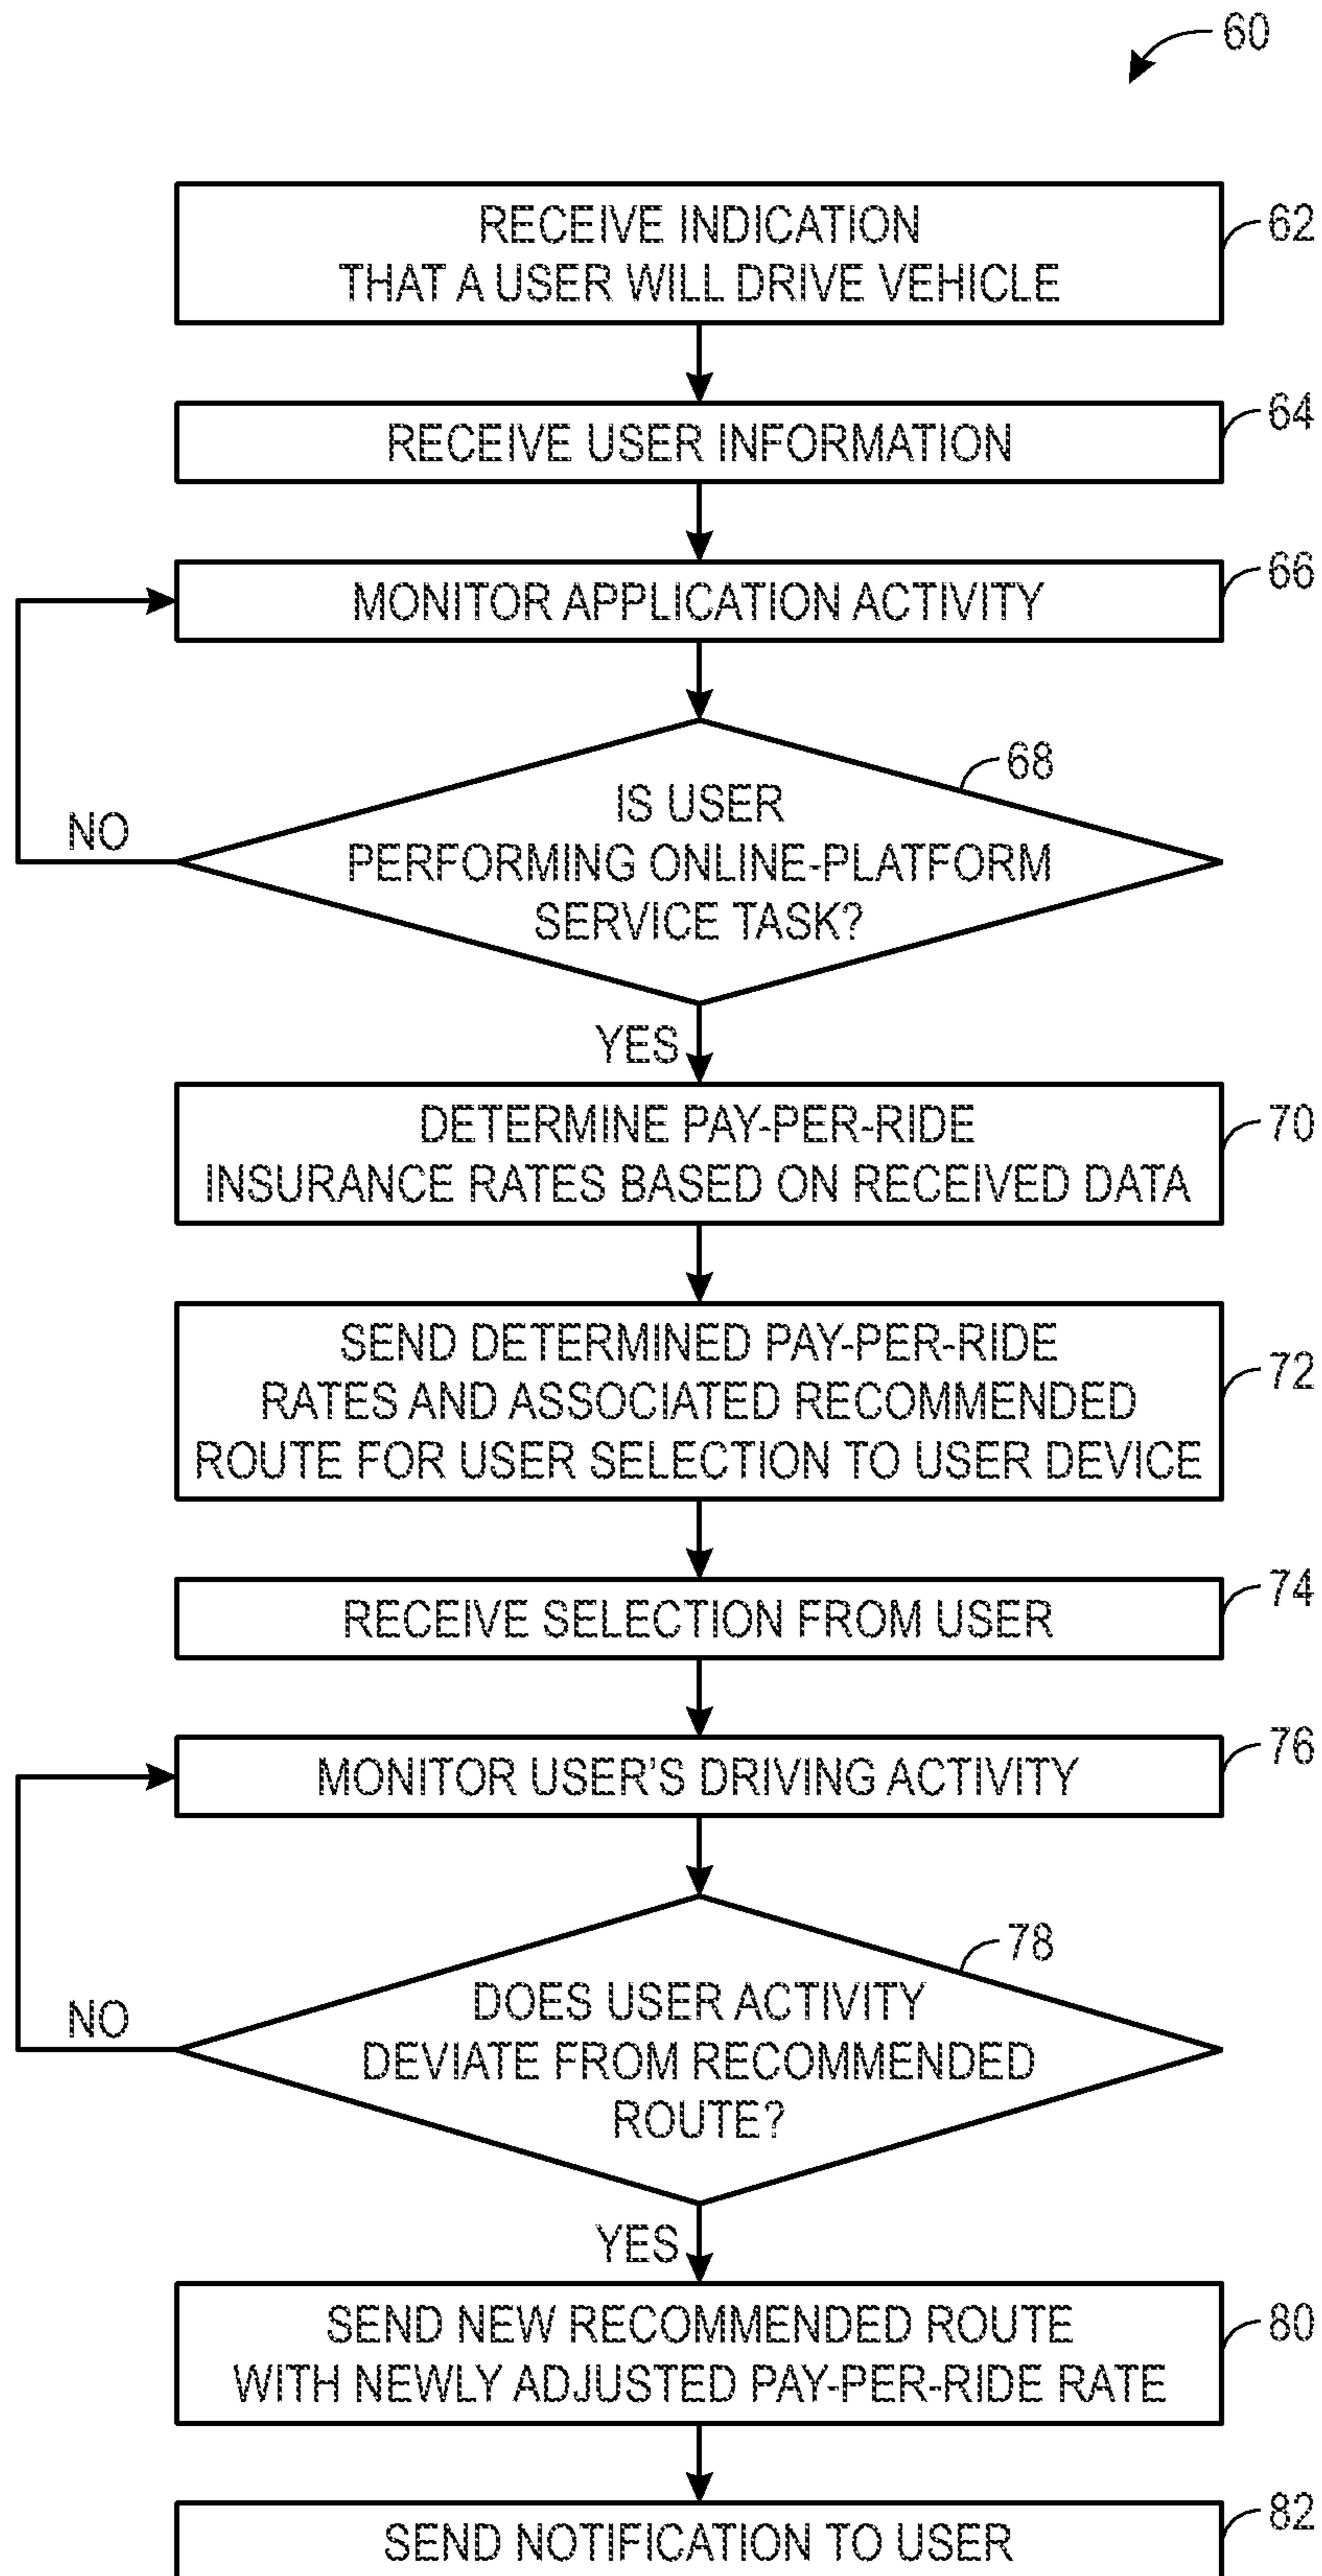 60
RECEIVE INDICATION
THAT A USER WILL DRIVE VEHICLE
62
RECEIVE USER INFORMATION
64
MONITOR APPLICATION ACTIVITY
66
68
IS USER
PERFORMING ONLINE-PLATFORM
SERVICE TASK?
NO
YES
DETERMINE PAY-PER-RIDE
INSURANCE RATES BASED ON RECEIVED DATA
70
SEND DETERMINED PAY-PER-RIDE
RATES AND ASSOCIATED RECOMMENDED
ROUTE FOR USER SELECTION TO USER DEVICE
72
RECEIVE SELECTION FROM USER
74
MONITOR USER'S DRIVING ACTIVITY
76
78
DOES USER ACTIVITY
DEVIATE FROM RECOMMENDED
ROUTE?
NO
YES
SEND NEW RECOMMENDED ROUTE
WITH NEWLY ADJUSTED PAY-PER-RIDE RATE
80
SEND NOTIFICATION TO USER
82